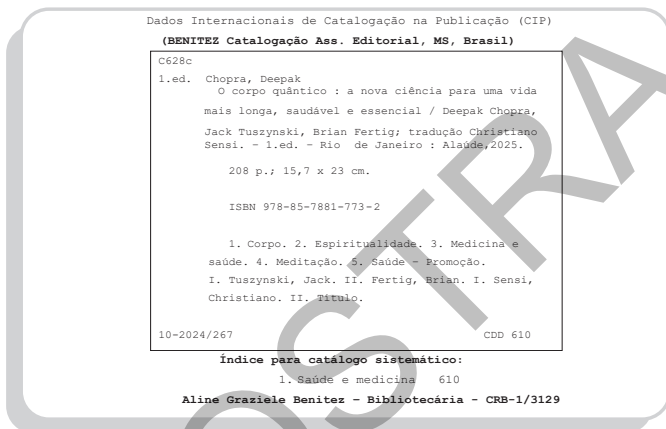 Dados Internacionais de Catalogação na Publicação (CIP)
(BENITEZ Catalogação Ass. Editorial, MS, Brasil)
C628c
1.ed. Chopra, Deepak
O corpo quântico : a nova ciência para uma vida
mais longa, saudável e essencial / Deepak Chopra,
Jack Tuszynski, Brian Fertig; tradução Christiano
Sensi. – 1.ed. – Rio de Janeiro : Alaúde,2025.
208 p.; 15,7 x 23 cm.
ISBN 978-85-7881-773-2
1. Corpo. 2. Espiritualidade. 3. Medicina e
saúde. 4. Meditação. 5. Saúde – Promoção.
I. Tuszynski, Jack. II. Fertig, Brian. I. Sensi,
Christiano. II. Título.
10-2024/267 CDD 610
Índice para catálogo sistemático:
1. Saúde e medicina 610
Aline Graziele Benitez – Bibliotecária - CRB-1/3129
OSTRA